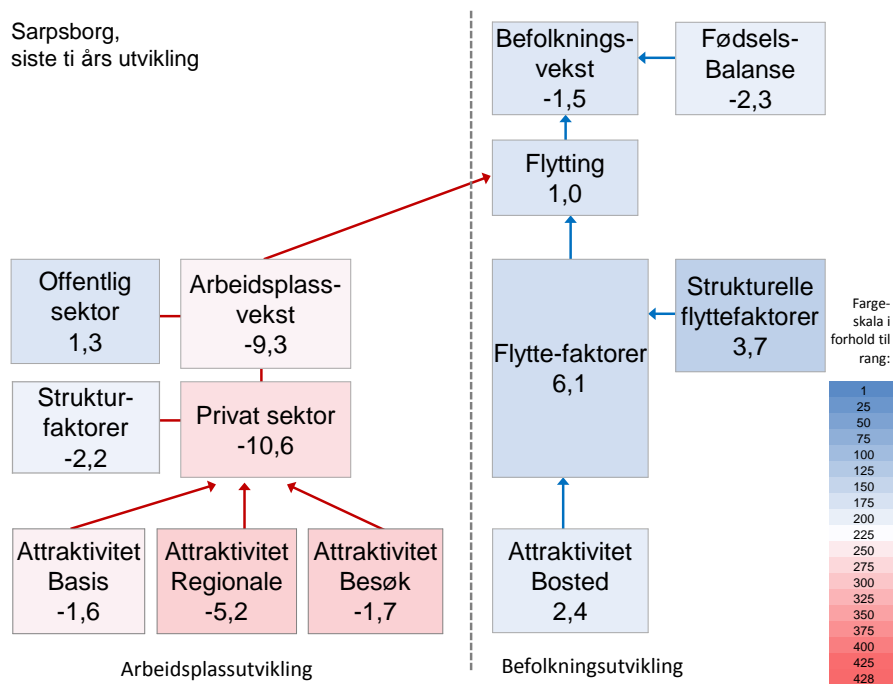 Sarpsborg,
siste ti års utvikling
Befolknings-
vekst
-1,5
Fødsels-
Balanse
-2,3
Flytting
1,0
Offentlig
sektor
1,3
Arbeidsplass-
vekst
-9,3
Flytte-faktorer
6,1
Strukturelle
flyttefaktorer
3,7
Struktur-
faktorer
-2,2
Privat sektor
-10,6
Attraktivitet
Basis
-1,6
Attraktivitet
Regionale
-5,2
Attraktivitet
Besøk
-1,7
Attraktivitet
Bosted
2,4
Arbeidsplassutvikling
Befolkningsutvikling
Farge-
skala i
forhold til
rang:
1
25
50
75
100
125
150
175
200
225
250
275
300
325
350
375
400
425
428